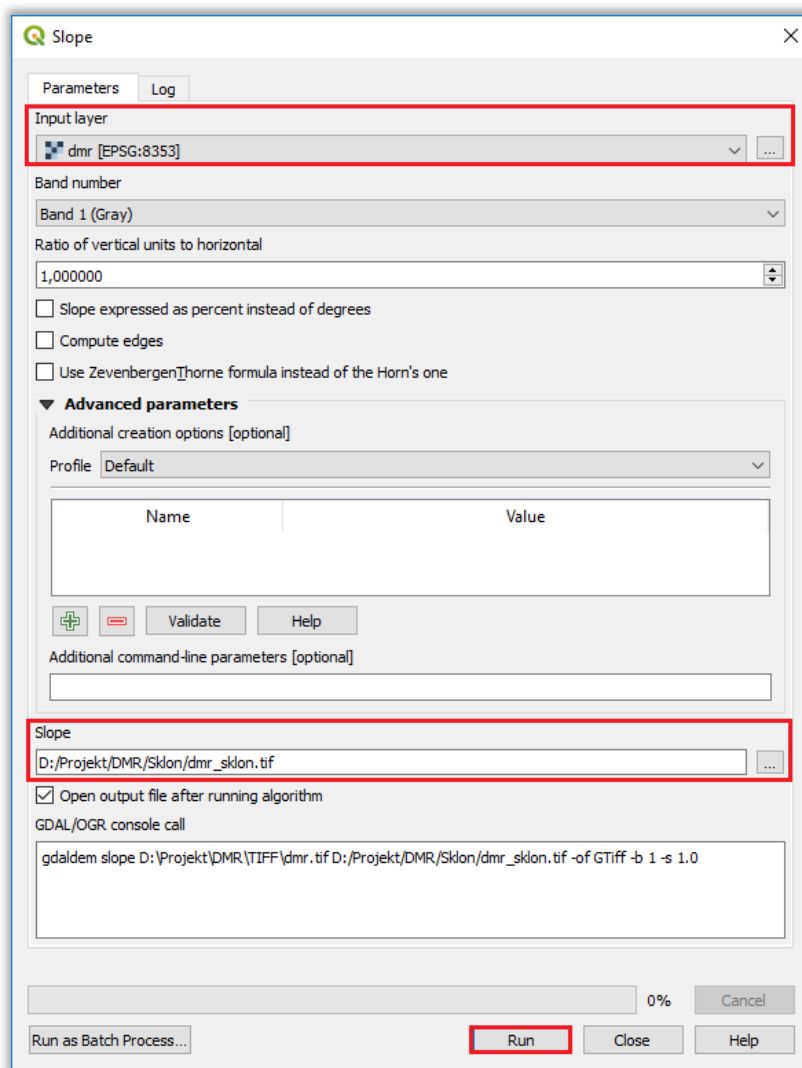 Slope
Parameters Log
Input layer
dmr [EPSG:8353]
...
Band number
Band 1 (Gray)
Ratio of vertical units to horizontal
1,000000
Slope expressed as percent instead of degrees
Compute edges
Use ZevenbergenThorne formula instead of the Horn's one
Advanced parameters
Additional creation options [optional]
Profile Default
Name Value
Validate Help
Additional command-line parameters [optional]
Slope
D:/Projekt/DMR/Sklon/dmr_sklon.tif
...
Open output file after running algorithm
GDAL/OGR console call
gdaldem slope D:\Projekt\DMR\TIFF\dmr.tif D:/Projekt/DMR/Sklon/dmr_sklon.tif -of GTiff -b 1 -s 1.0
0% Cancel
Run as Batch Process... Run Close Help